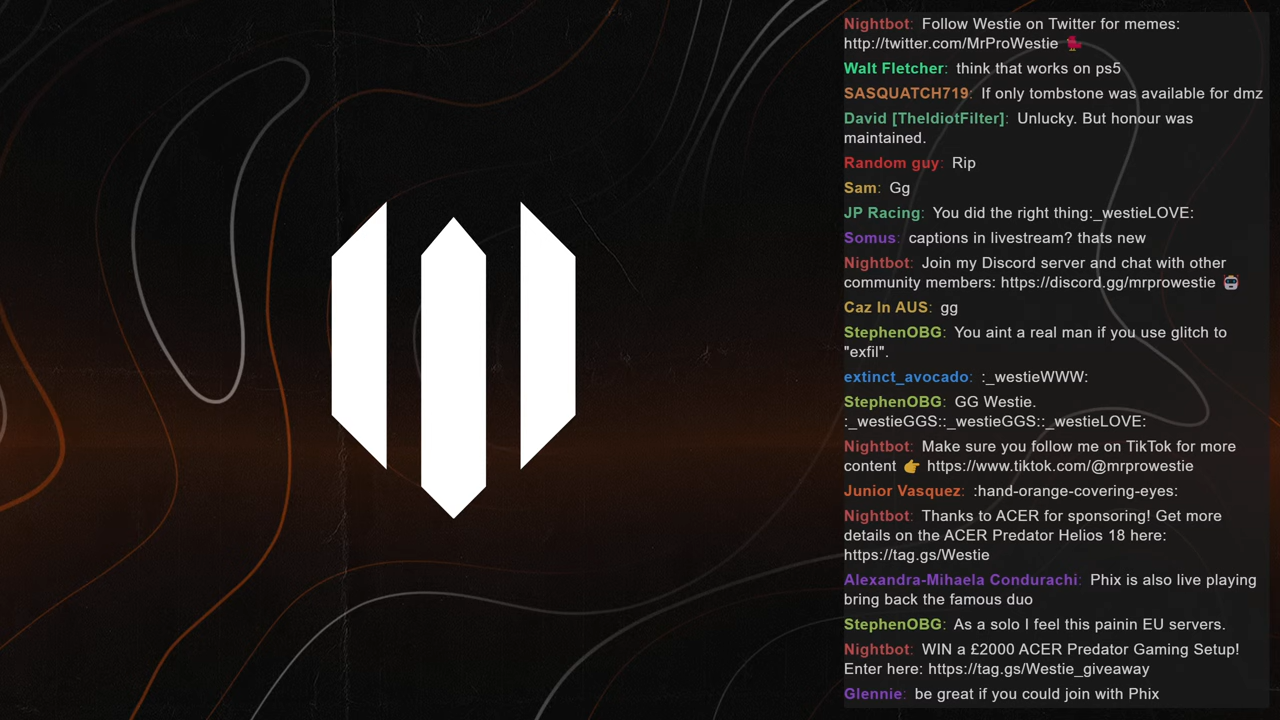 Nightbot: Follow Westie on Twitter for memes:
http://twitter.com/MrProWestie
Walt Fletcher: think that works on ps5
SASQUATCH719: If only tombstone was available for dmz
David [TheIdiotFilter]: Unlucky. But honour was
maintained.
Random guy: Rip
Sam: Gg
JP Racing: You did the right thing:_westieLOVE:
Somus: captions in livestream? thats new
Nightbot: Join my Discord server and chat with other
community members: https://discord.gg/mrprowestie
Caz In AUS: gg
StephenOBG: You aint a real man if you use glitch to
"exfil".
extinct_avocado: :_westieWWW:
StephenOBG: GG Westie.
:_westieGGS::_westieGGS::_westieLOVE:
Nightbot: Make sure you follow me on TikTok for more
content 👉 https://www.tiktok.com/@mrprowestie
Junior Vasquez: :hand-orange-covering-eyes:
Nightbot: Thanks to ACER for sponsoring! Get more
details on the ACER Predator Helios 18 here:
https://tag.gs/Westie
Alexandra-Mihaela Condurachi: Phix is also live playing
bring back the famous duo
StephenOBG: As a solo I feel this painin EU servers.
Nightbot: WIN a £2000 ACER Predator Gaming Setup!
Enter here: https://tag.gs/Westie_giveaway
Glennie: be great if you could join with Phix